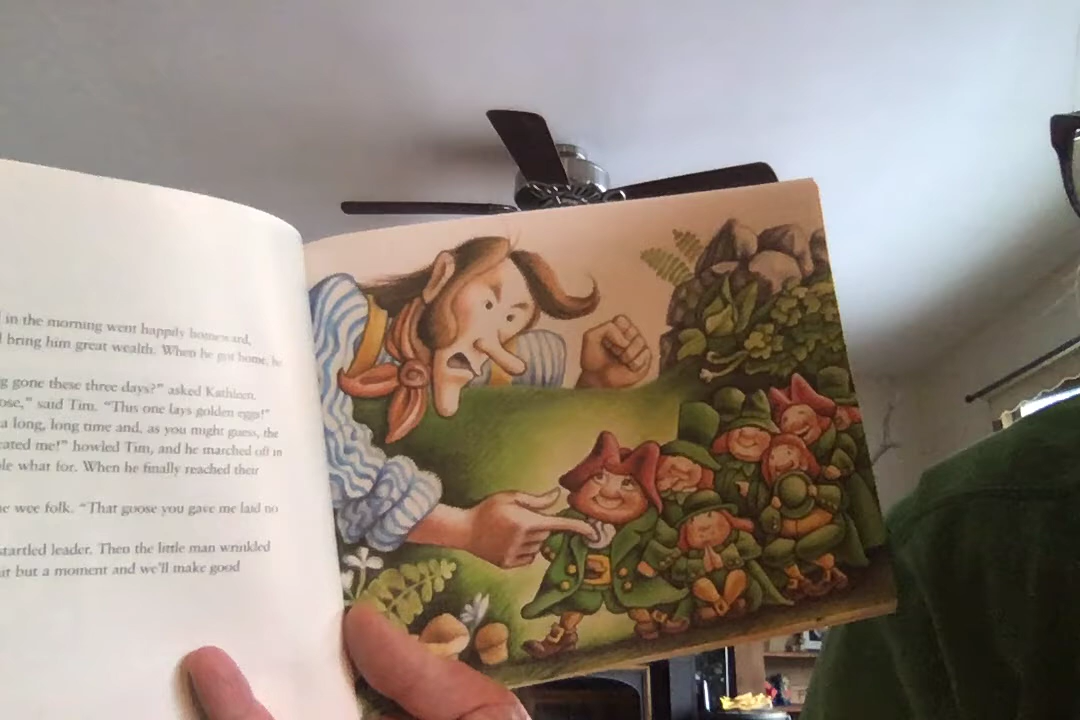 in the morning went happily homeward,
bring him great wealth. When he got home, he
g gone these three days?" asked Kathleen.
ose," said Tim. "This one lays golden eggs!"
a long, long time and, as you might guess, the
eated me!" howled Tim, and he marched off in
le what for. When he finally reached their
e wee folk. "That goose you gave me laid no
startled leader. Then the little man wrinkled
it but a moment and we'll make good